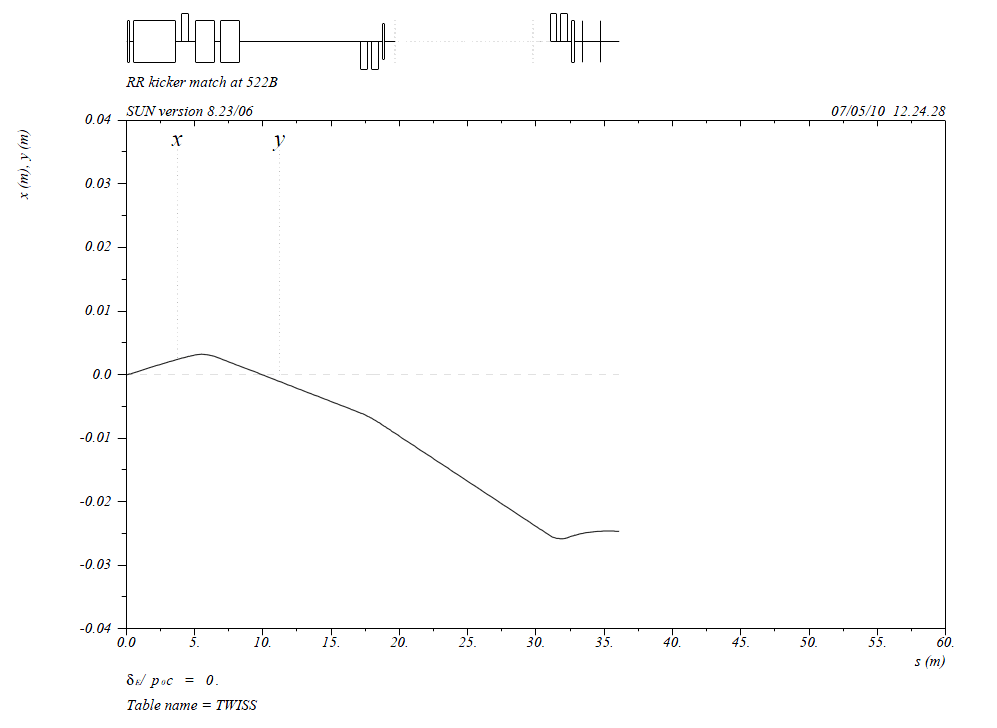 RR kicker match at 522B
SUN version 8.23/06 07/05/10 12.24.28
x (m), y (m)
x y
0.04
0.03
0.02
0.01
0.0
-0.01
-0.02
-0.03
-0.04
0.0 5. 10. 15. 20. 25. 30. 35. 40. 45. 50. 55. 60.
s (m)
δE/ p0c = 0.
Table name = TWISS